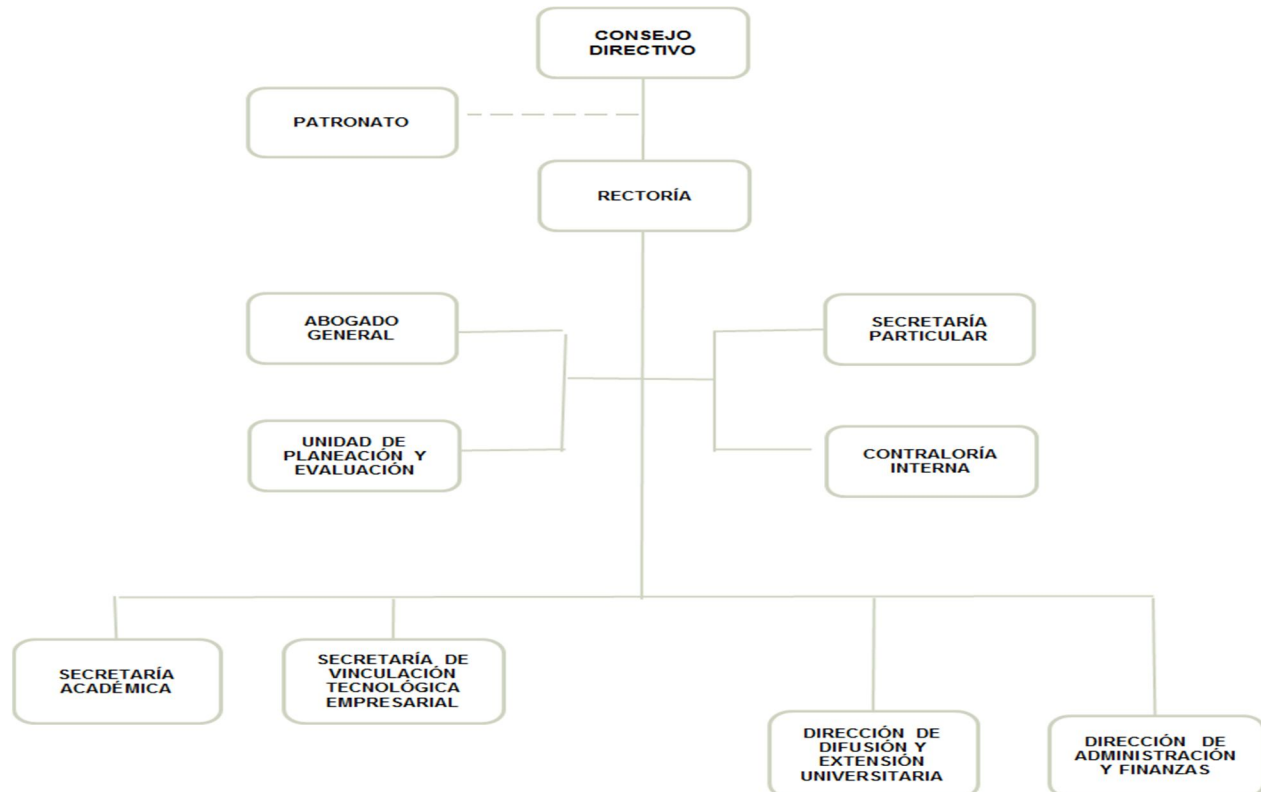 CONSEJO
DIRECTIVO
PATRONATO
RECTORÍA
ABOGADO
GENERAL
SECRETARÍA
PARTICULAR
UNIDAD DE
PLANEACIÓN Y
EVALUACIÓN
CONTRALORÍA
INTERNA
SECRETARÍA
ACADÉMICA
SECRETARÍA DE
VINCULACIÓN
TECNOLÓGICA
EMPRESARIAL
DIRECCIÓN DE
DIFUSIÓN Y
EXTENSIÓN
UNIVERSITARIA
DIRECCIÓN DE
ADMINISTRACIÓN
Y FINANZAS